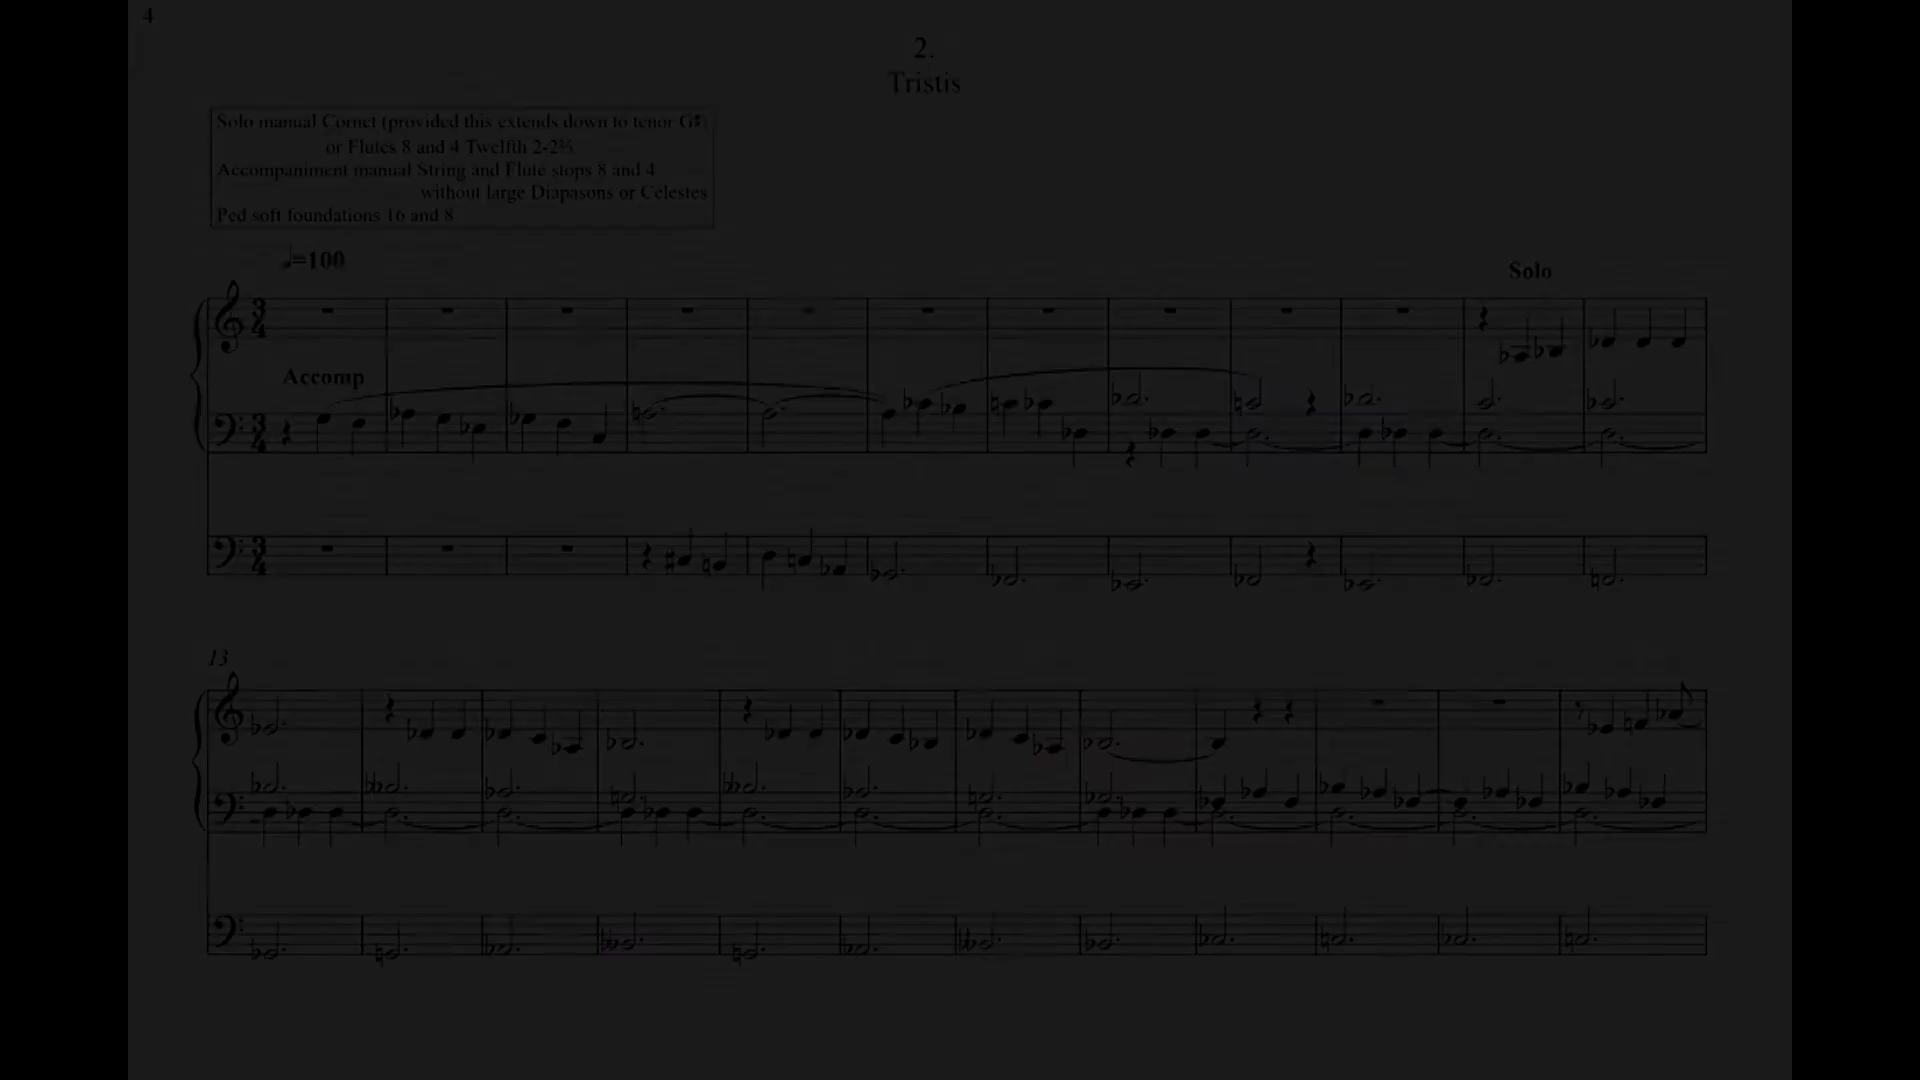 4
2.
Tristis
Solo manual Cornet (provided this extends down to tenor G♯)
or Flutes 8 and 4 Twelfth 2-2⅔
Accompaniment manual String and Flute stops 8 and 4
without large Diapasons or Celestes
Ped soft foundations 16 and 8
♩=100
Solo
Accomp
13